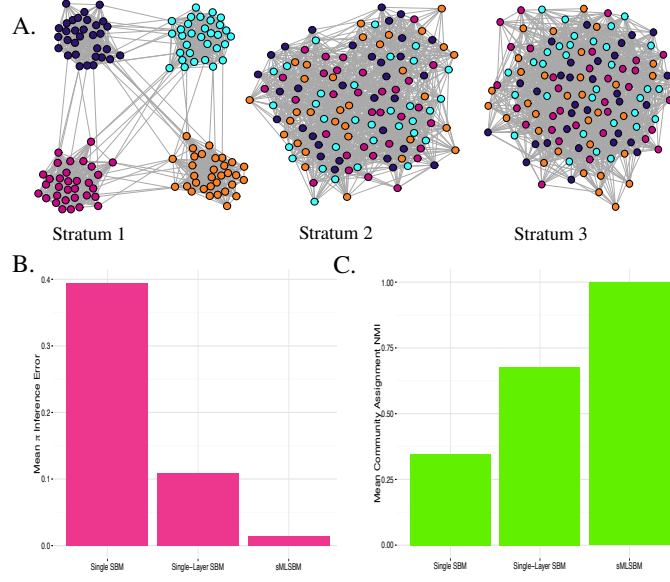 A.
Stratum 1
Stratum 2
Stratum 3
B.
Mean π Inference Error
0.4
0.3
0.2
0.1
0.0
Single SBM
Single-Layer SBM
sMLSBM
C.
Mean Community Assignment NMI
1.00
0.75
0.50
0.25
0.00
Single SBM
Single-Layer SBM
sMLSBM